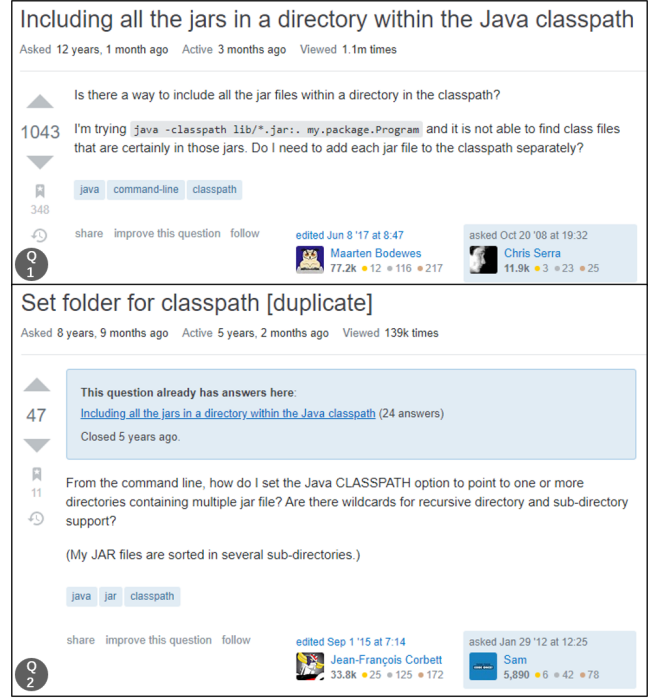 Including all the jars in a directory within the Java classpath
Asked 12 years, 1 month ago Active 3 months ago Viewed 1.1m times
Is there a way to include all the jar files within a directory in the classpath?
1043
I'm trying java -classpath lib/*.jar:. my.package.Program and it is not able to find class files
that are certainly in those jars. Do I need to add each jar file to the classpath separately?
348
java command-line classpath
share improve this question follow
edited Jun 8 '17 at 8:47
Maarten Bodewes
77.2k 12 116 217
asked Oct 20 '08 at 19:32
Chris Serra
11.9k 3 23 25
Q
1
Set folder for classpath [duplicate]
Asked 8 years, 9 months ago Active 5 years, 2 months ago Viewed 139k times
47
This question already has answers here:
Including all the jars in a directory within the Java classpath (24 answers)
Closed 5 years ago.
11
From the command line, how do I set the Java CLASSPATH option to point to one or more
directories containing multiple jar file? Are there wildcards for recursive directory and sub-directory
support?
(My JAR files are sorted in several sub-directories.)
java jar classpath
share improve this question follow
edited Sep 1 '15 at 7:14
Jean-François Corbett
33.8k 25 125 172
asked Jan 29 '12 at 12:25
Sam
5,890 6 42 78
Q
2